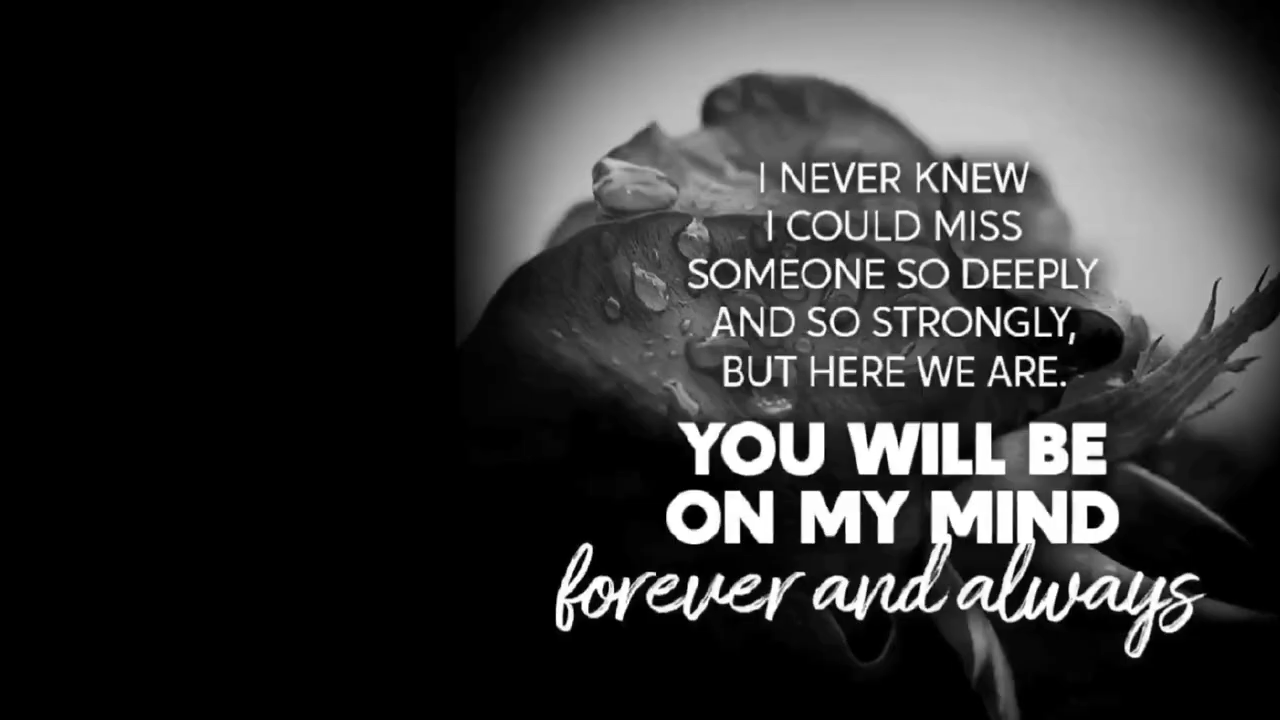 I NEVER KNEW
I COULD MISS
SOMEONE SO DEEPLY
AND SO STRONGLY,
BUT HERE WE ARE.
YOU WILL BE
ON MY MIND
forever and always